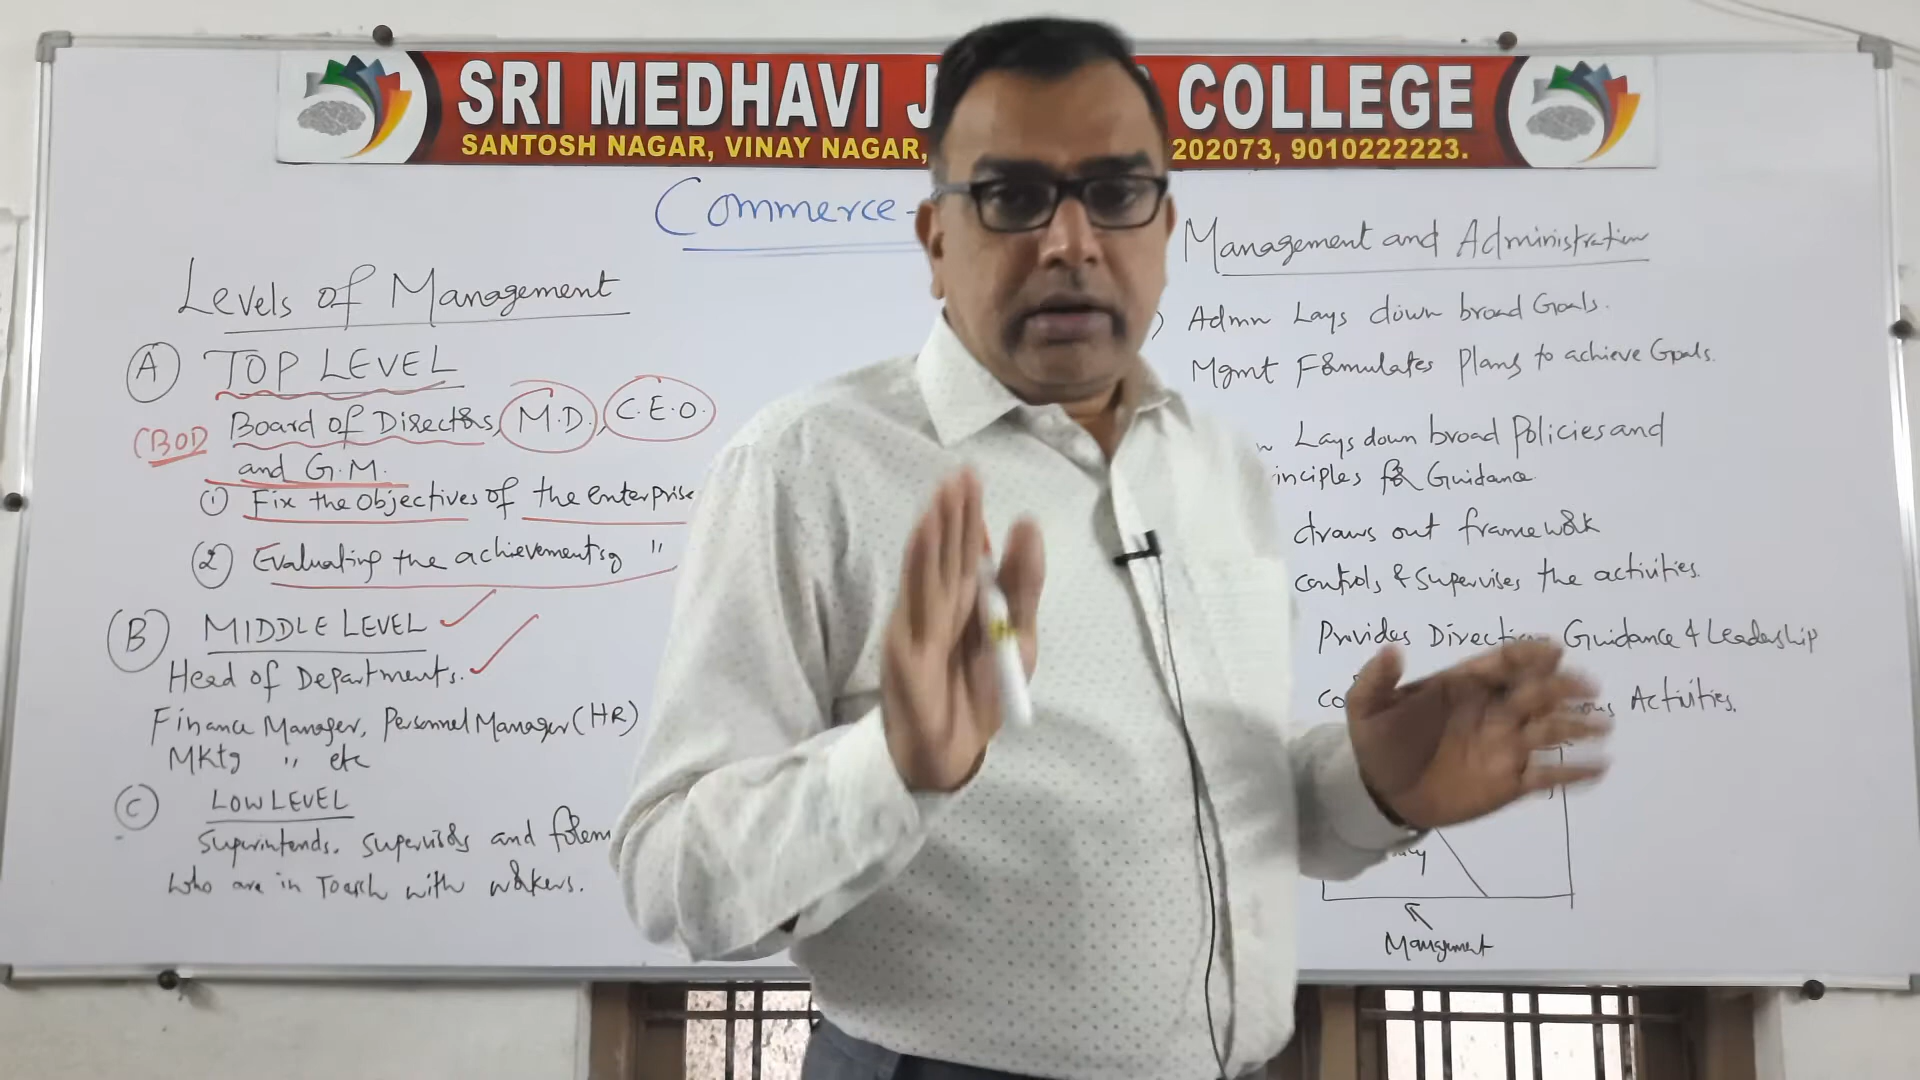 SRI MEDHAVI J COLLEGE
SANTOSH NAGAR, VINAY NAGAR, 202073, 9010222223.
Commerce-
Levels of Management
A TOP LEVEL
(BOD Board of Directors, M.D., C.E.O.
and G.M.
1 Fix the Objectives of the enterprise
2 Evaluating the achievements of "
B MIDDLE LEVEL
Head of Departments.
Finance Manager, Personnel Manager (HR)
Mktg " etc
C LOW LEVEL
Superintends, Supervisors and forem
who are in Touch with workers.
Management and Administration
) Admn Lays down broad Goals.
Mgmt Formulates Plans to achieve Goals.
n Lays down broad Policies and
inciples for Guidance.
draws out framework
controls & Supervises the activities.
Provides Direction Guidance & Leadership
Co Activities.
Management